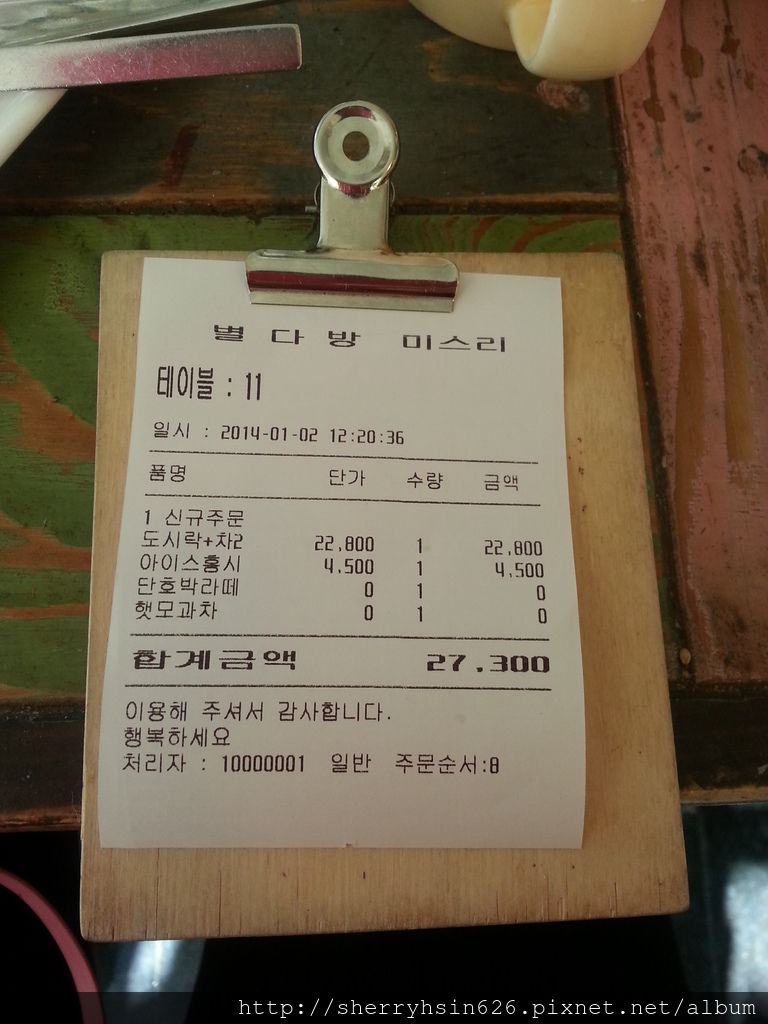 별 다 방 미스리
테이블 : 11
일시 : 2014-01-02 12:20:36
품명 단가 수량 금액
1 신규주문
도시락+차2 22,800 1 22,800
아이스홍시 4,500 1 4,500
단호박라떼 0 1 0
햇모과차 0 1 0
합계금액 27.300
이용해 주셔서 감사합니다.
행복하세요
처리자 : 10000001 일반 주문순서:8
http://sherryhsin626.pixnet.net/album